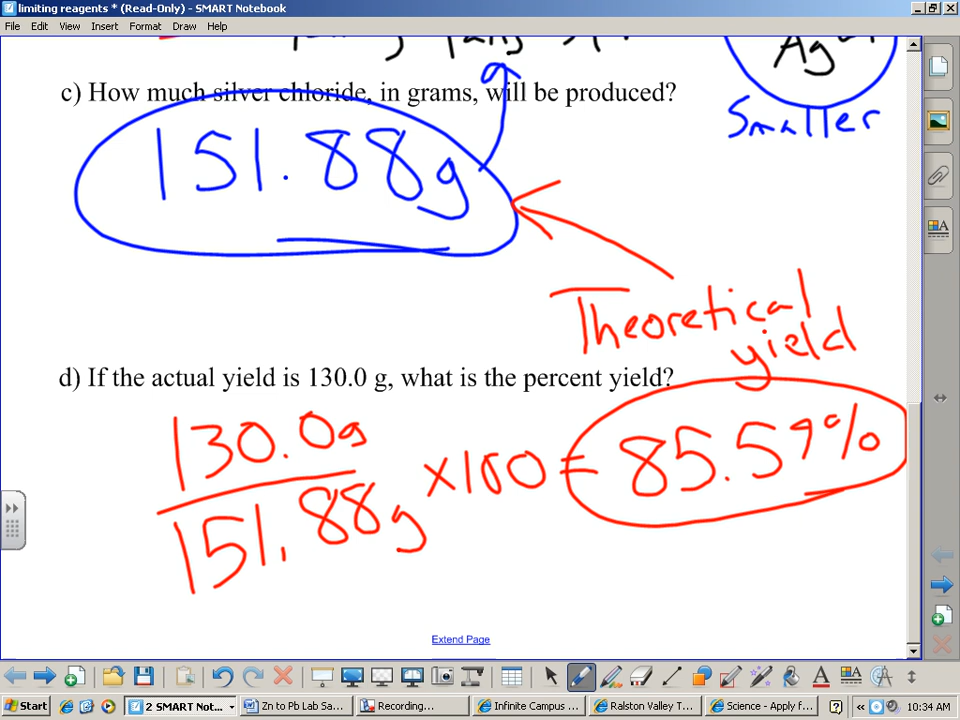 limiting reagents * (Read-Only) - SMART Notebook
File Edit View Insert Format Draw Help
Smaller
c) How much silver chloride, in grams, will be produced?
151.88g
Theoretical
yield
d) If the actual yield is 130.0 g, what is the percent yield?
130.0g
151.88g
×100 = 85.59%
Extend Page
Start
2 SMART Not...
Zn to Pb Lab Sa...
Recording...
Infinite Campus ...
Ralston Valley T...
Science - Apply f...
10:34 AM